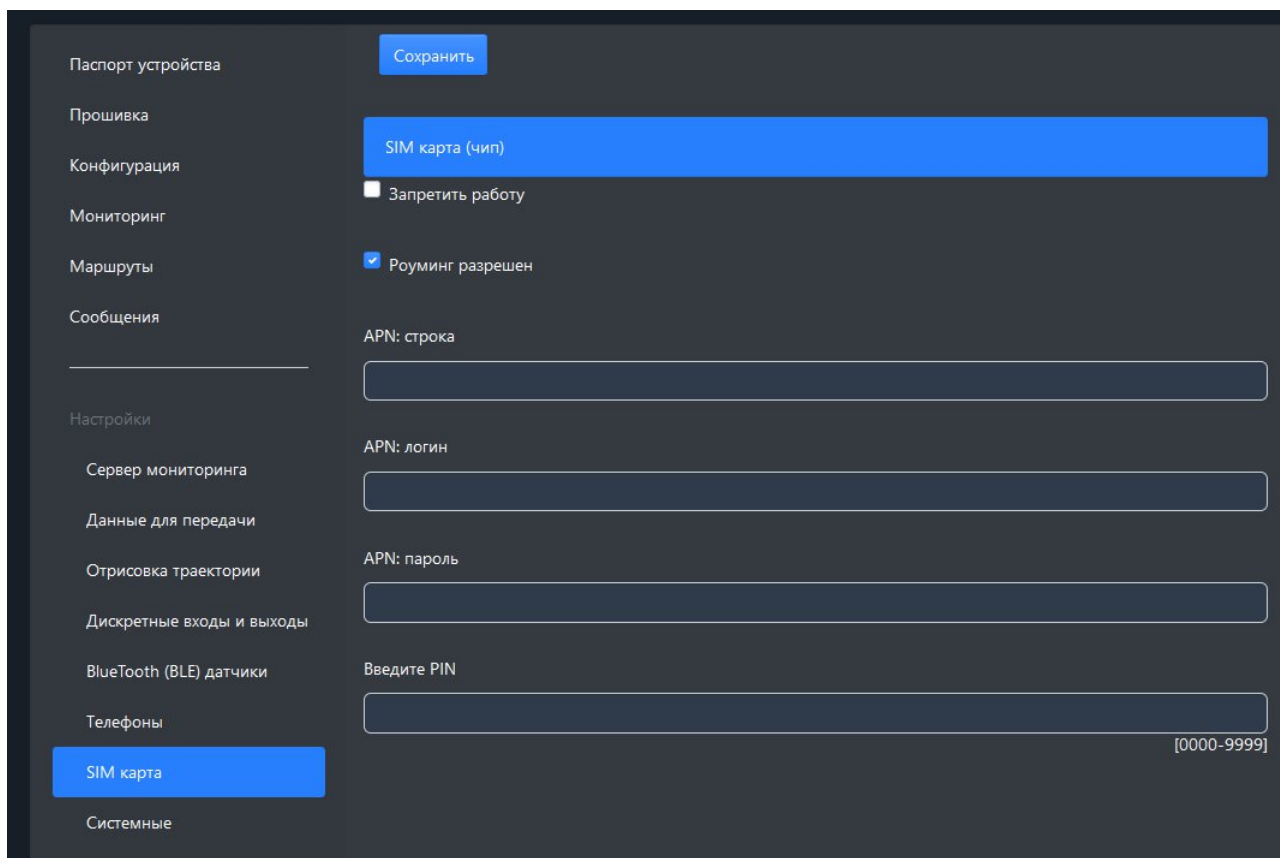 Паспорт устройства
Прошивка
Конфигурация
Мониторинг
Маршруты
Сообщения
Настройки
Сервер мониторинга
Данные для передачи
Отрисовка траектории
Дискретные входы и выходы
BlueTooth (BLE) датчики
Телефоны
SIM карта
Системные
Сохранить
SIM карта (чип)
Запретить работу
Роуминг разрешен
APN: строка
APN: логин
APN: пароль
Введите PIN
[0000-9999]